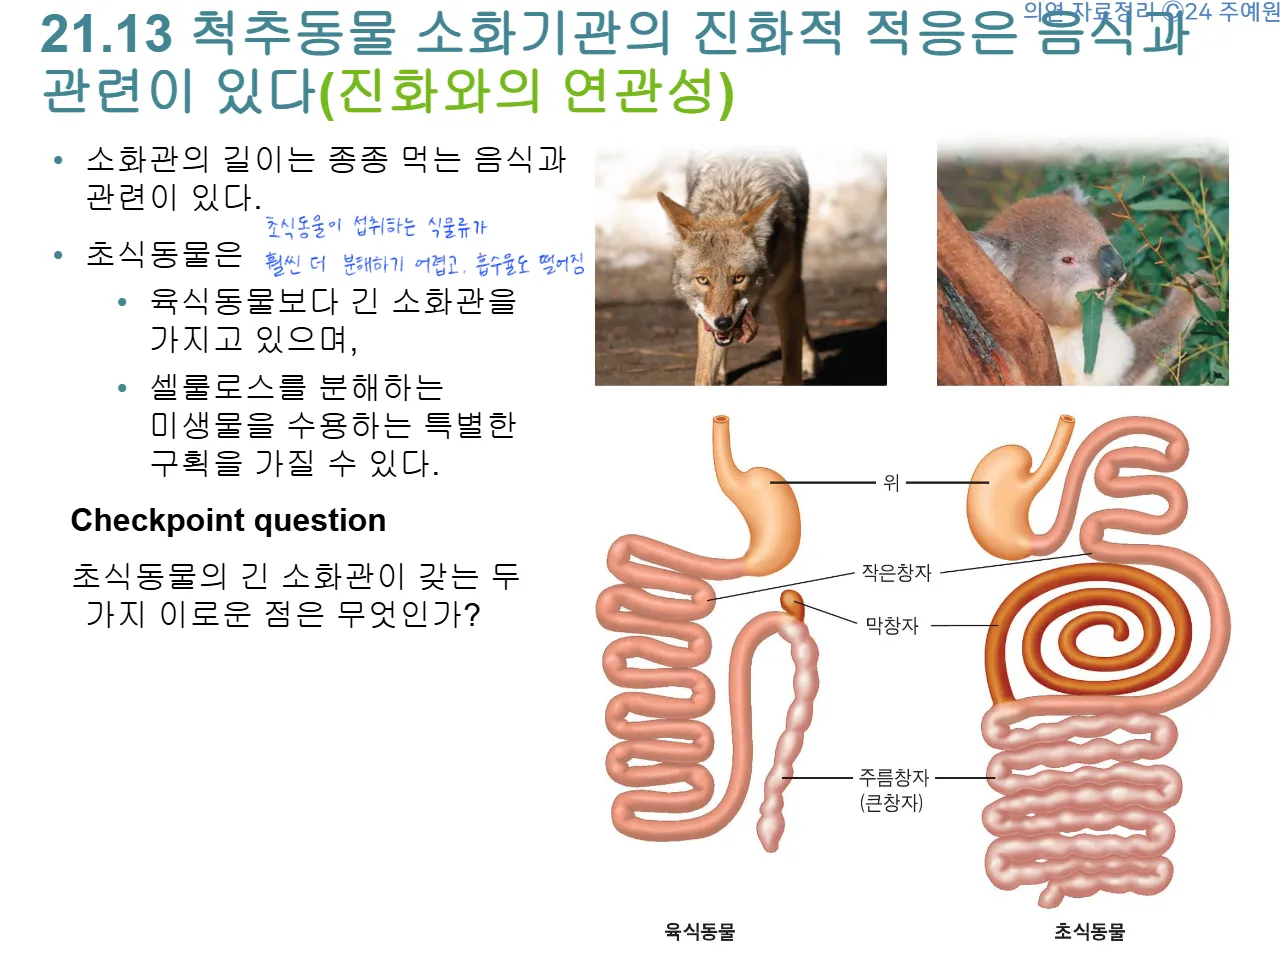 의연 자료정리 ©24 주예원
21.13 척추동물 소화기관의 진화적 적응은 음식과
관련이 있다(진화와의 연관성)
• 소화관의 길이는 종종 먹는 음식과
관련이 있다.
초식동물이 섭취하는 식물류가
• 초식동물은
훨씬 더 분해하기 어렵고, 흡수율도 떨어짐
• 육식동물보다 긴 소화관을
가지고 있으며,
• 셀룰로스를 분해하는
미생물을 수용하는 특별한
구획을 가질 수 있다.
Checkpoint question
초식동물의 긴 소화관이 갖는 두
가지 이로운 점은 무엇인가?
위
작은창자
막창자
주름창자
(큰창자)
육식동물
초식동물